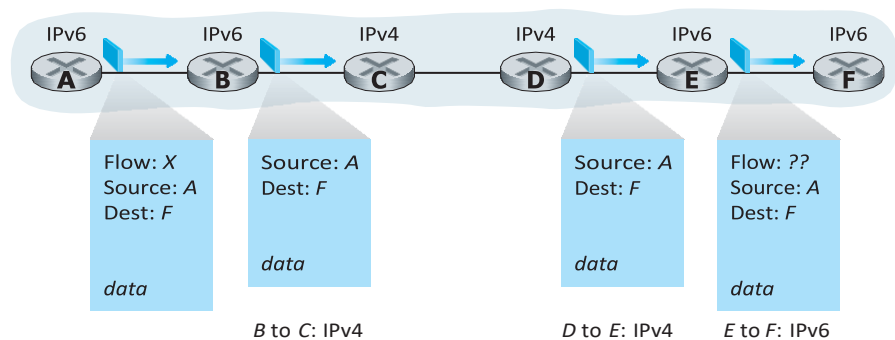 IPv6
IPv6
IPv4
IPv4
IPv6
IPv6
A
B
C
D
E
F
Flow: X
Source: A
Dest: F
data
Source: A
Dest: F
data
Source: A
Dest: F
data
Flow: ??
Source: A
Dest: F
data
B to C: IPv4
D to E: IPv4
E to F: IPv6